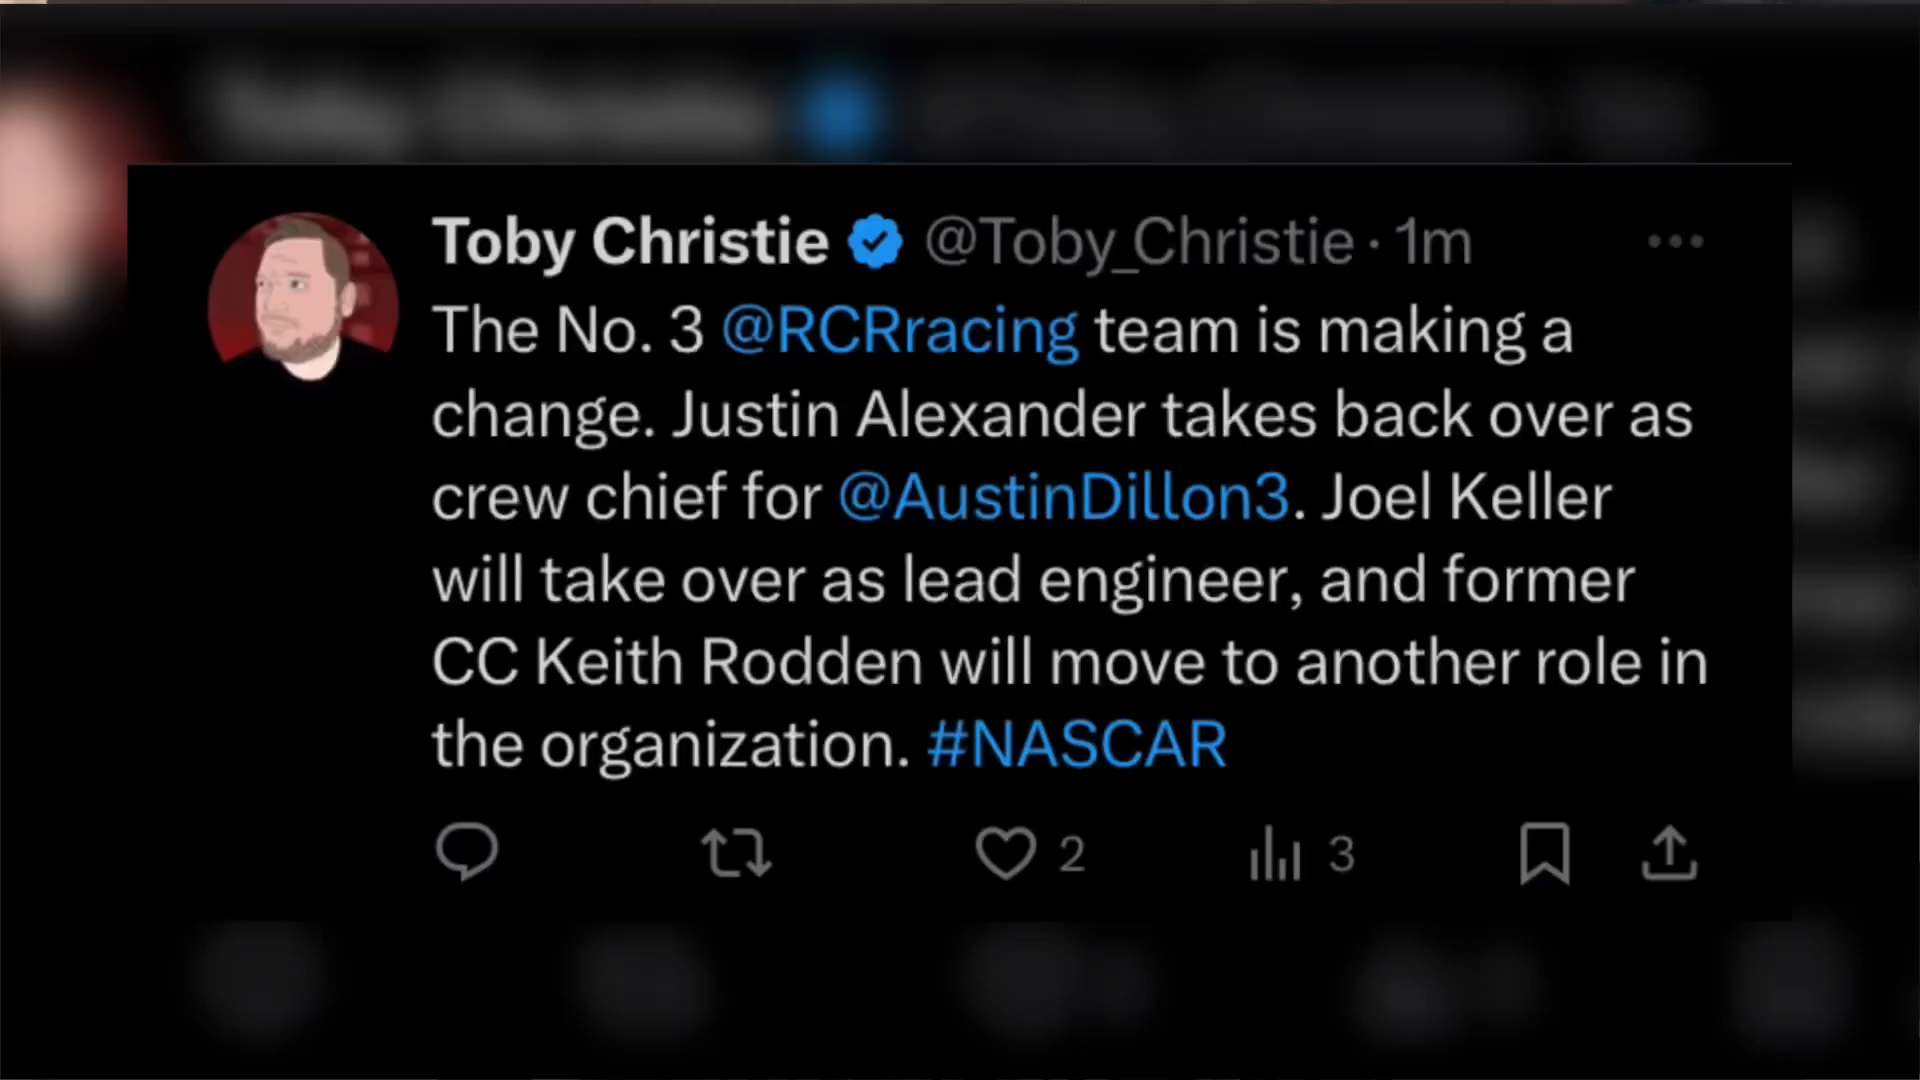 Toby Christie @Toby_Christie · 1m
The No. 3 @RCRracing team is making a
change. Justin Alexander takes back over as
crew chief for @AustinDillon3. Joel Keller
will take over as lead engineer, and former
CC Keith Rodden will move to another role in
the organization. #NASCAR
2 3